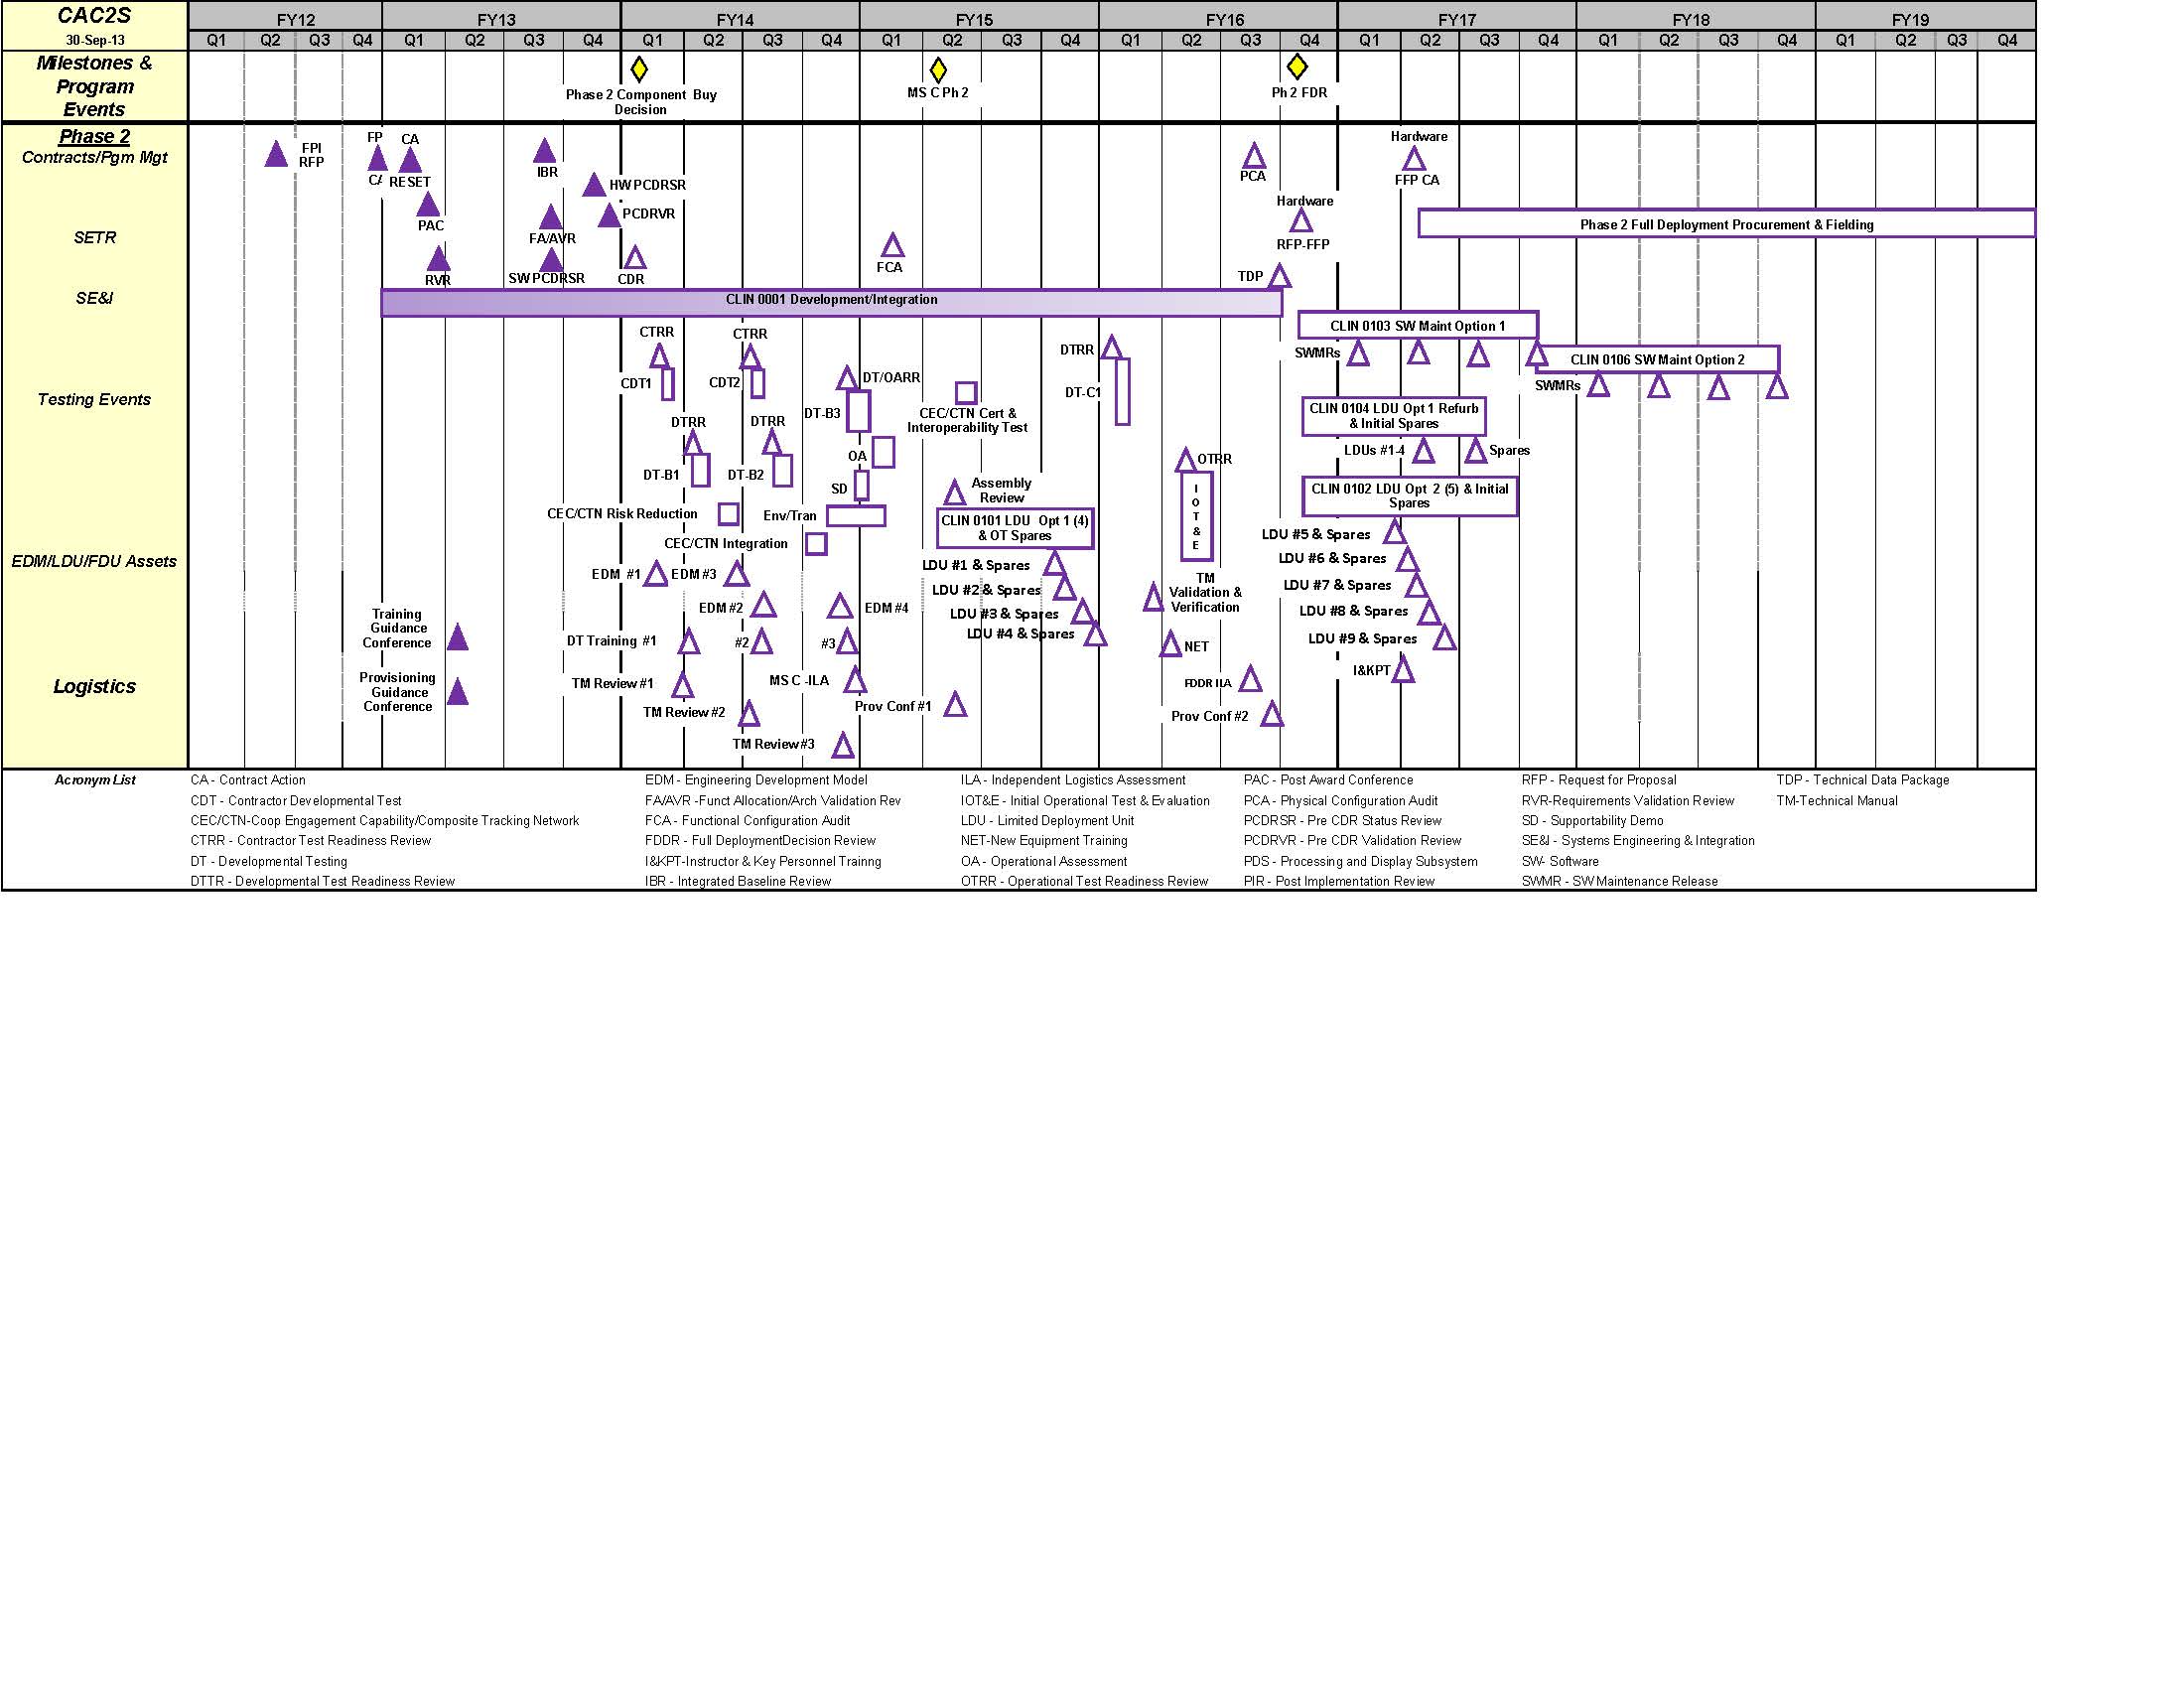 CAC2S
30-Sep-13
FY12 FY13 FY14 FY15 FY16 FY17 FY18 FY19
Q1 Q2 Q3 Q4 Q1 Q2 Q3 Q4 Q1 Q2 Q3 Q4 Q1 Q2 Q3 Q4 Q1 Q2 Q3 Q4 Q1 Q2 Q3 Q4 Q1 Q2 Q3 Q4 Q1 Q2 Q3 Q4
Milestones &
Program
Events
Phase 2 Component Buy
Decision
MS C Ph 2
Ph 2 FDR
Phase 2
Contracts/Pgm Mgt
FPI
RFP
FP
CA
CA
RESET
PAC
RVR
IBR
HW PCDRSR
PCDRVR
FA/AVR
SW PCDRSR
CDR
FCA
PCA
Hardware
RFP-FFP
TDP
Hardware
FFP CA
Phase 2 Full Deployment Procurement & Fielding
SETR
SE&I
CLIN 0001 Development/Integration
CLIN 0103 SW Maint Option 1
SWMRs
CLIN 0106 SW Maint Option 2
SWMRs
Testing Events
CTRR
CDT1
CTRR
CDT2
DTRR
DT-B1
DTRR
DT-B2
DT/OARR
DT-B3
OA
SD
CEC/CTN Cert &
Interoperability Test
DTRR
DT-C1
OTRR
I
O
T
&
E
CEC/CTN Risk Reduction
Env/Tran
CEC/CTN Integration
Assembly
Review
CLIN 0101 LDU Opt 1 (4)
& OT Spares
CLIN 0104 LDU Opt 1 Refurb
& Initial Spares
LDUs #1-4
Spares
CLIN 0102 LDU Opt 2 (5) & Initial
Spares
EDM/LDU/FDU Assets
EDM #1
EDM #3
EDM #2
EDM #4
LDU #1 & Spares
LDU #2 & Spares
LDU #3 & Spares
LDU #4 & Spares
LDU #5 & Spares
LDU #6 & Spares
LDU #7 & Spares
LDU #8 & Spares
LDU #9 & Spares
TM
Validation &
Verification
Logistics
Training
Guidance
Conference
Provisioning
Guidance
Conference
DT Training #1
#2
#3
TM Review #1
TM Review #2
TM Review #3
MS C -ILA
Prov Conf #1
NET
FDDR ILA
Prov Conf #2
I&KPT
Acronym List
CA - Contract Action
CDT - Contractor Developmental Test
CEC/CTN-Coop Engagement Capability/Composite Tracking Network
CTRR - Contractor Test Readiness Review
DT - Developmental Testing
DTTR - Developmental Test Readiness Review
EDM - Engineering Development Model
FA/AVR -Funct Allocation/Arch Validation Rev
FCA - Functional Configuration Audit
FDDR - Full DeploymentDecision Review
I&KPT-Instructor & Key Personnel Trainng
IBR - Integrated Baseline Review
ILA - Independent Logistics Assessment
IOT&E - Initial Operational Test & Evaluation
LDU - Limited Deployment Unit
NET-New Equipment Training
OA - Operational Assessment
OTRR - Operational Test Readiness Review
PAC - Post Award Conference
PCA - Physical Configuration Audit
PCDRSR - Pre CDR Status Review
PCDRVR - Pre CDR Validation Review
PDS - Processing and Display Subsystem
PIR - Post Implementation Review
RFP - Request for Proposal
RVR-Requirements Validation Review
SD - Supportability Demo
SE&I - Systems Engineering & Integration
SW- Software
SWMR - SW Maintenance Release
TDP - Technical Data Package
TM-Technical Manual